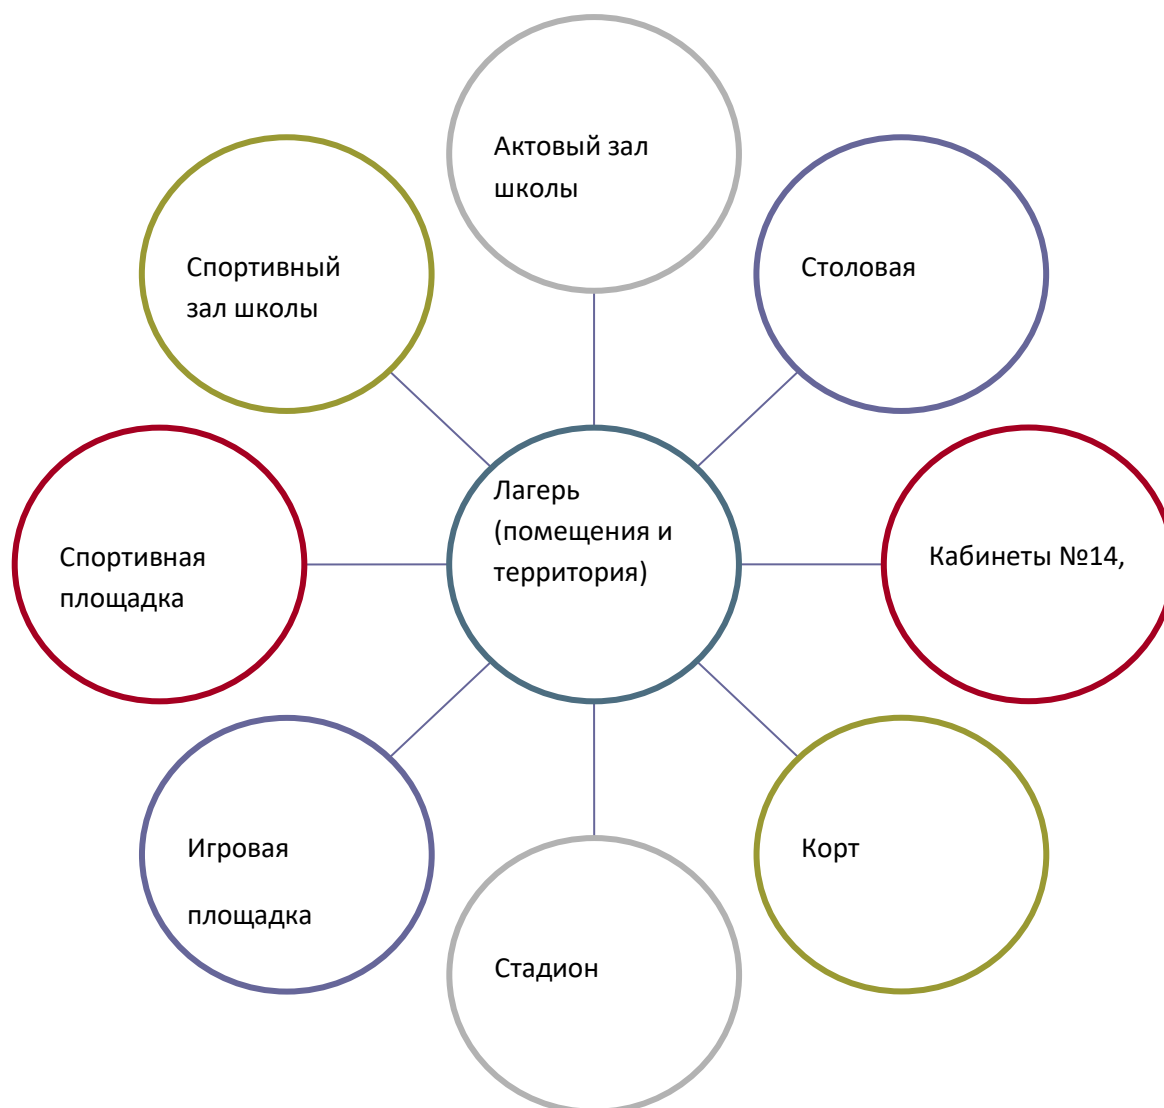 Актовый зал
школы
Спортивный
зал школы
Столовая
Лагерь
(помещения и
территория)
Спортивная
площадка
Кабинеты №14,
Игровая
площадка
Корт
Стадион